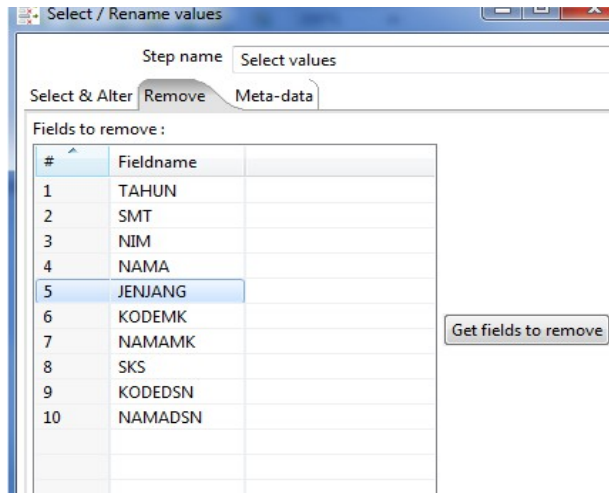 Select / Rename values
Step name Select values
Select & Alter Remove Meta-data
Fields to remove :
# Fieldname
1 TAHUN
2 SMT
3 NIM
4 NAMA
5 JENJANG
6 KODEMK
Get fields to remove
7 NAMAMK
8 SKS
9 KODEDSN
10 NAMADSN